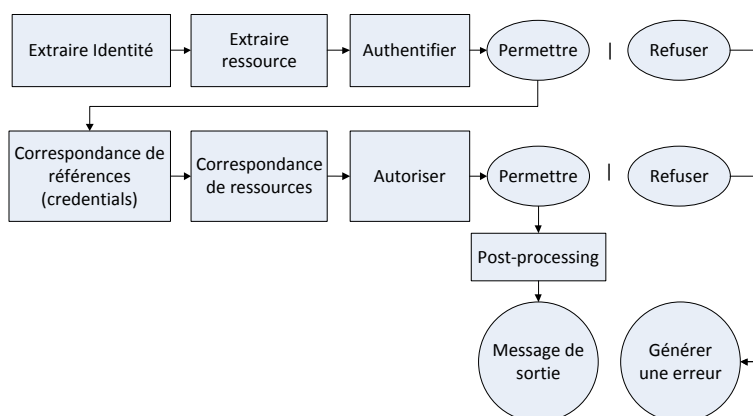 Extraire Identité
Extraire
ressource
Authentifier
Permettre
|
Refuser
Correspondance de
références
(credentials)
Correspondance
de ressources
Autoriser
Permettre
|
Refuser
Post-processing
Message de
sortie
Générer
une erreur